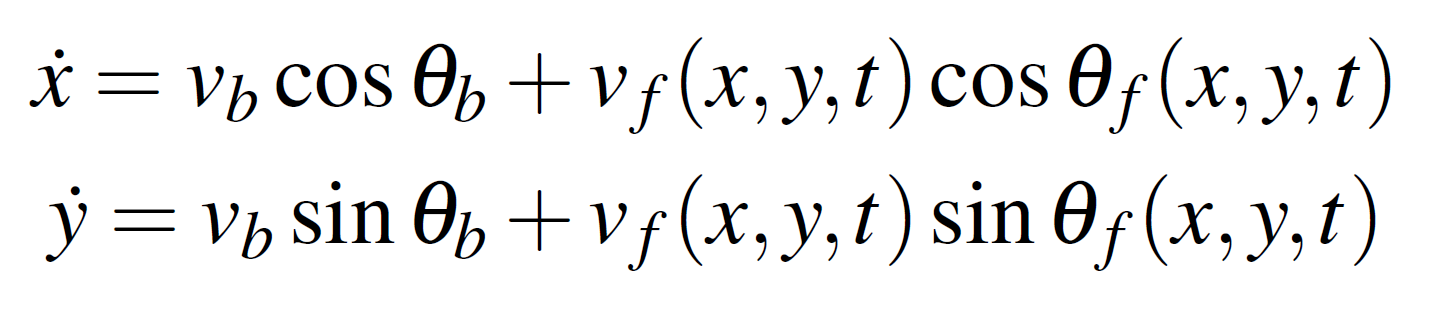 ẋ = v_b cos θ_b + v_f(x, y, t) cos θ_f(x, y, t)
ẏ = v_b sin θ_b + v_f(x, y, t) sin θ_f(x, y, t)